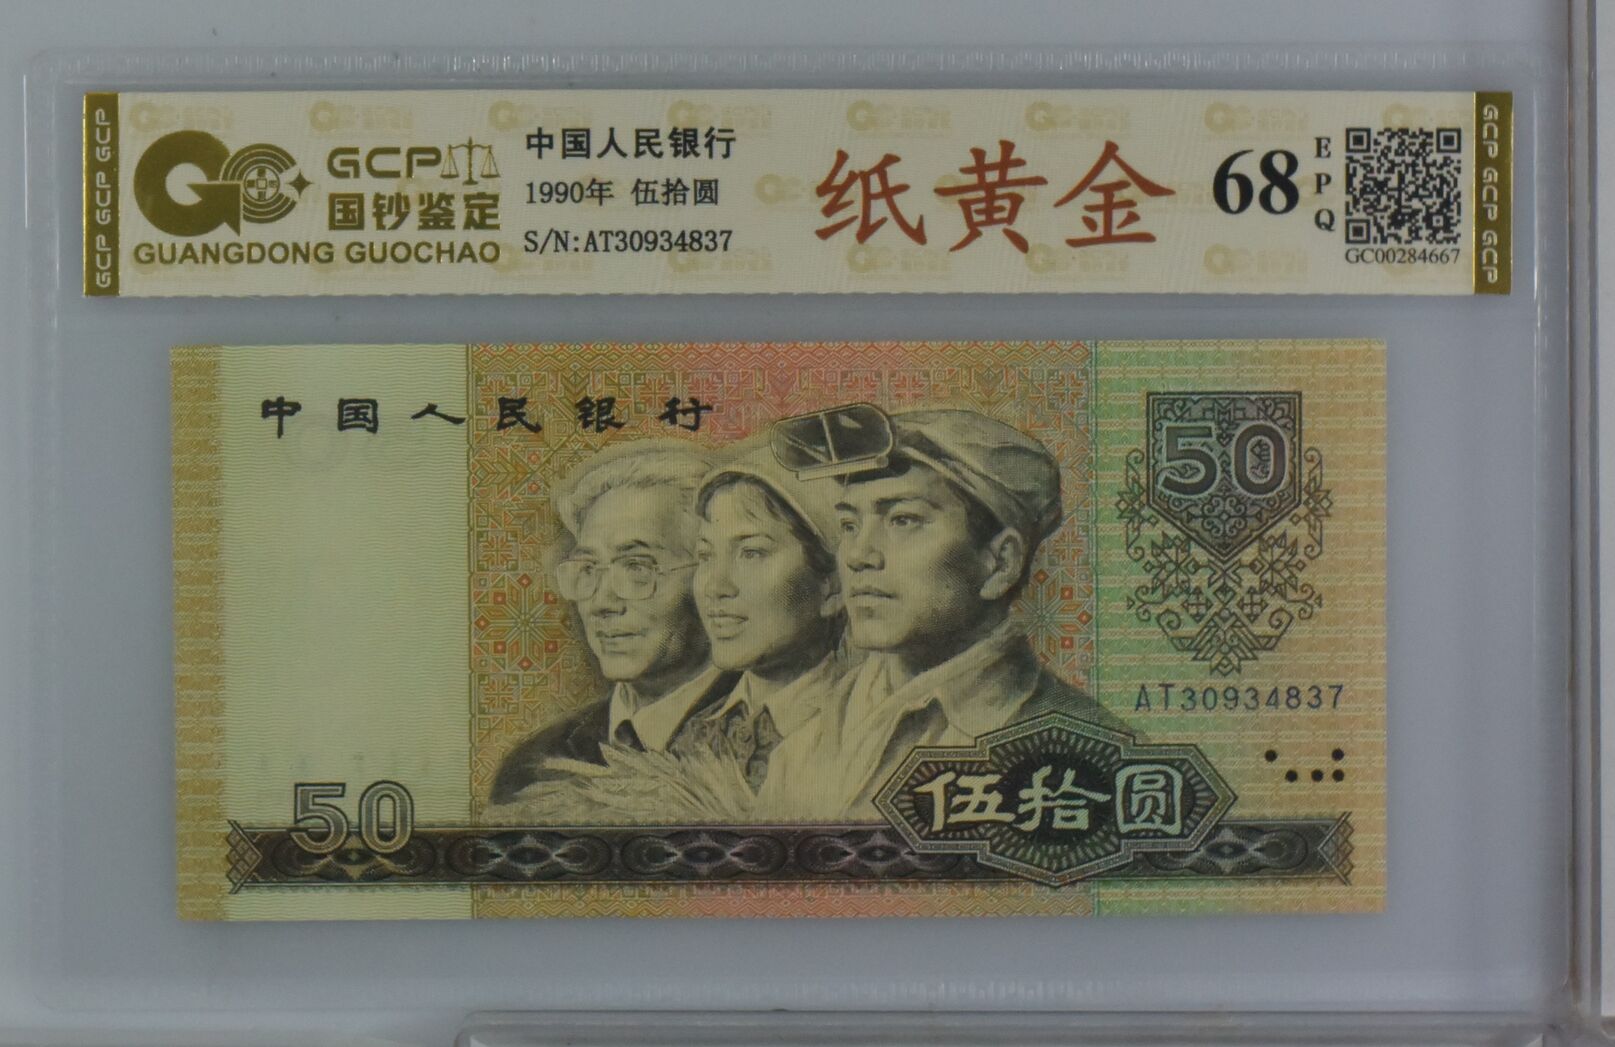 GCP GCP GCP
GCP
国钞鉴定
GUANGDONG GUOCHAO
中国人民银行
1990年 伍拾圆
S/N:AT30934837
纸黄金
68
EPQ
GC00284667
GCP GCP GCP
中国人民银行
50
AT30934837
50
伍拾圆